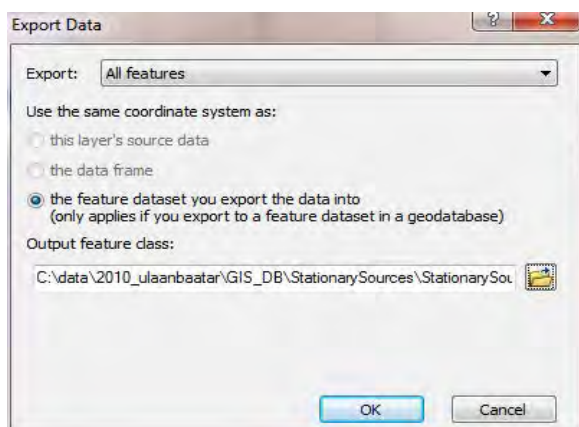 Export Data
Export: All features
Use the same coordinate system as:
this layer's source data
the data frame
the feature dataset you export the data into
(only applies if you export to a feature dataset in a geodatabase)
Output feature class:
C:\data\2010_ulaanbaatar\GIS_DB\StationarySources\StationarySou
OK Cancel